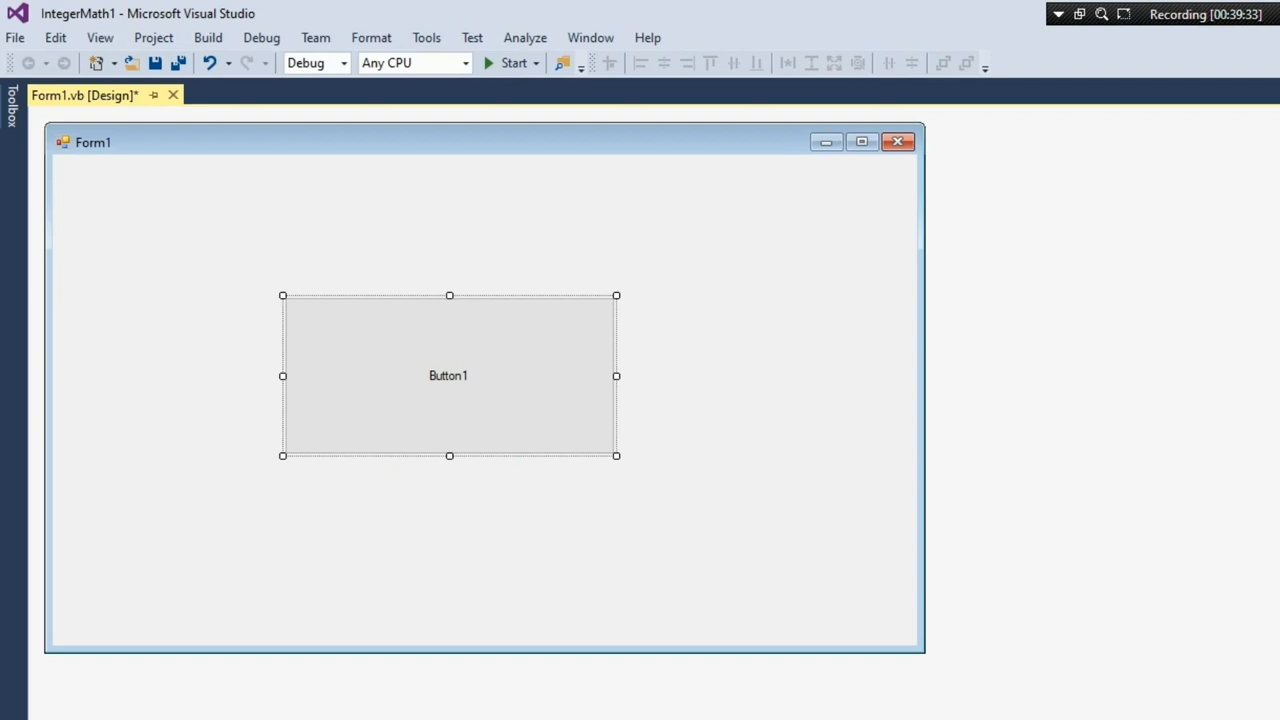 IntegerMath1 - Microsoft Visual Studio
Recording [00:39:33]
File Edit View Project Build Debug Team Format Tools Test Analyze Window Help
Debug Any CPU Start
Toolbox
Form1.vb [Design]*
Form1
Button1